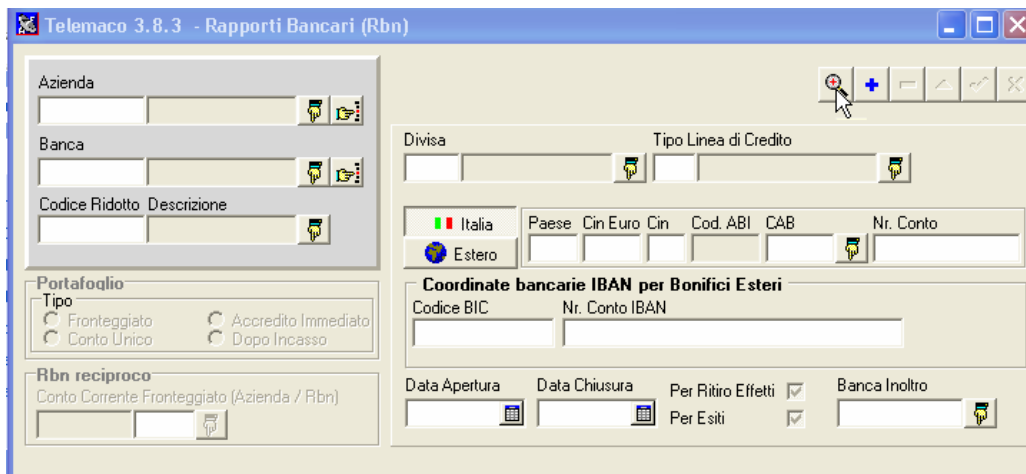 Telemaco 3.8.3 - Rapporti Bancari (Rbn)
Azienda
Banca
Codice Ridotto Descrizione
Portafoglio
Tipo
Fronteggiato Accredito Immediato
Conto Unico Dopo Incasso
Rbn reciproco
Conto Corrente Fronteggiato (Azienda / Rbn)
Divisa Tipo Linea di Credito
Italia Paese Cin Euro Cin Cod. ABI CAB Nr. Conto
Estero
Coordinate bancarie IBAN per Bonifici Esteri
Codice BIC Nr. Conto IBAN
Data Apertura Data Chiusura Per Ritiro Effetti Banca Inoltro
Per Esiti